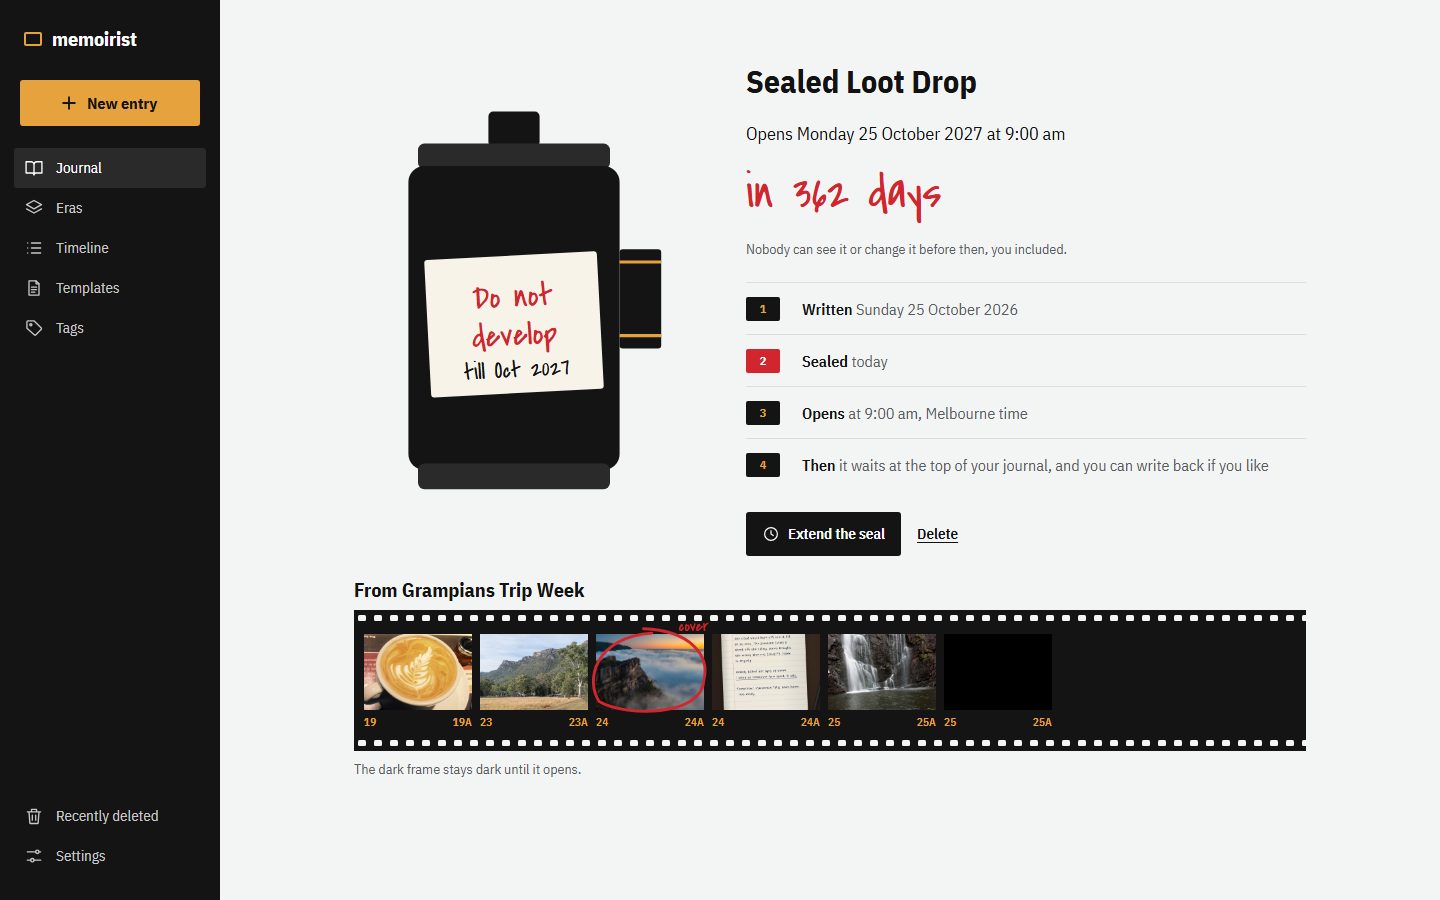 memoirist
New entry
Journal
Eras
Timeline
Templates
Tags
Recently deleted
Settings
Do not
develop
till Oct 2027
Sealed Loot Drop
Opens Monday 25 October 2027 at 9:00 am
in 362 days
Nobody can see it or change it before then, you included.
1 Written Sunday 25 October 2026
2 Sealed today
3 Opens at 9:00 am, Melbourne time
4 Then it waits at the top of your journal, and you can write back if you like
Extend the seal Delete
From Grampians Trip Week
cover
19 19A 23 23A 24 24A 24 24A 25 25A 25 25A
The dark frame stays dark until it opens.